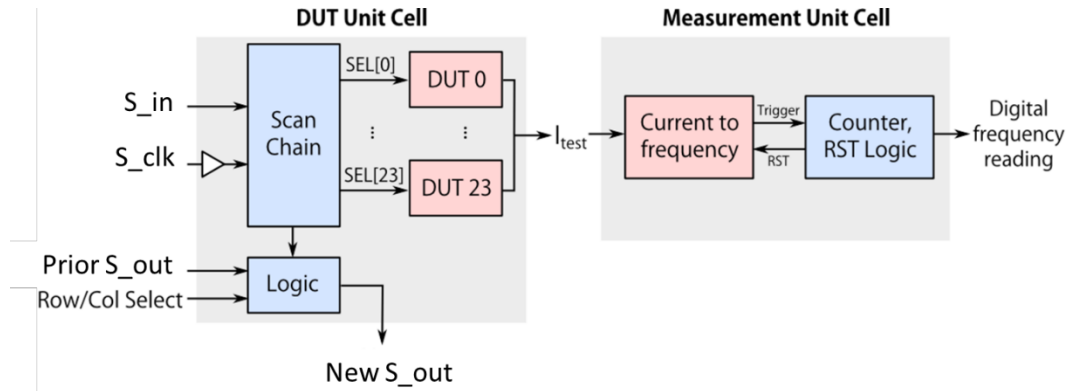 DUT Unit Cell
Measurement Unit Cell
S_in
S_clk
Scan
Chain
SEL[0]
DUT 0
...
...
SEL[23]
DUT 23
I_test
Current to
frequency
Trigger
RST
Counter,
RST Logic
Digital
frequency
reading
Prior S_out
Row/Col Select
Logic
New S_out